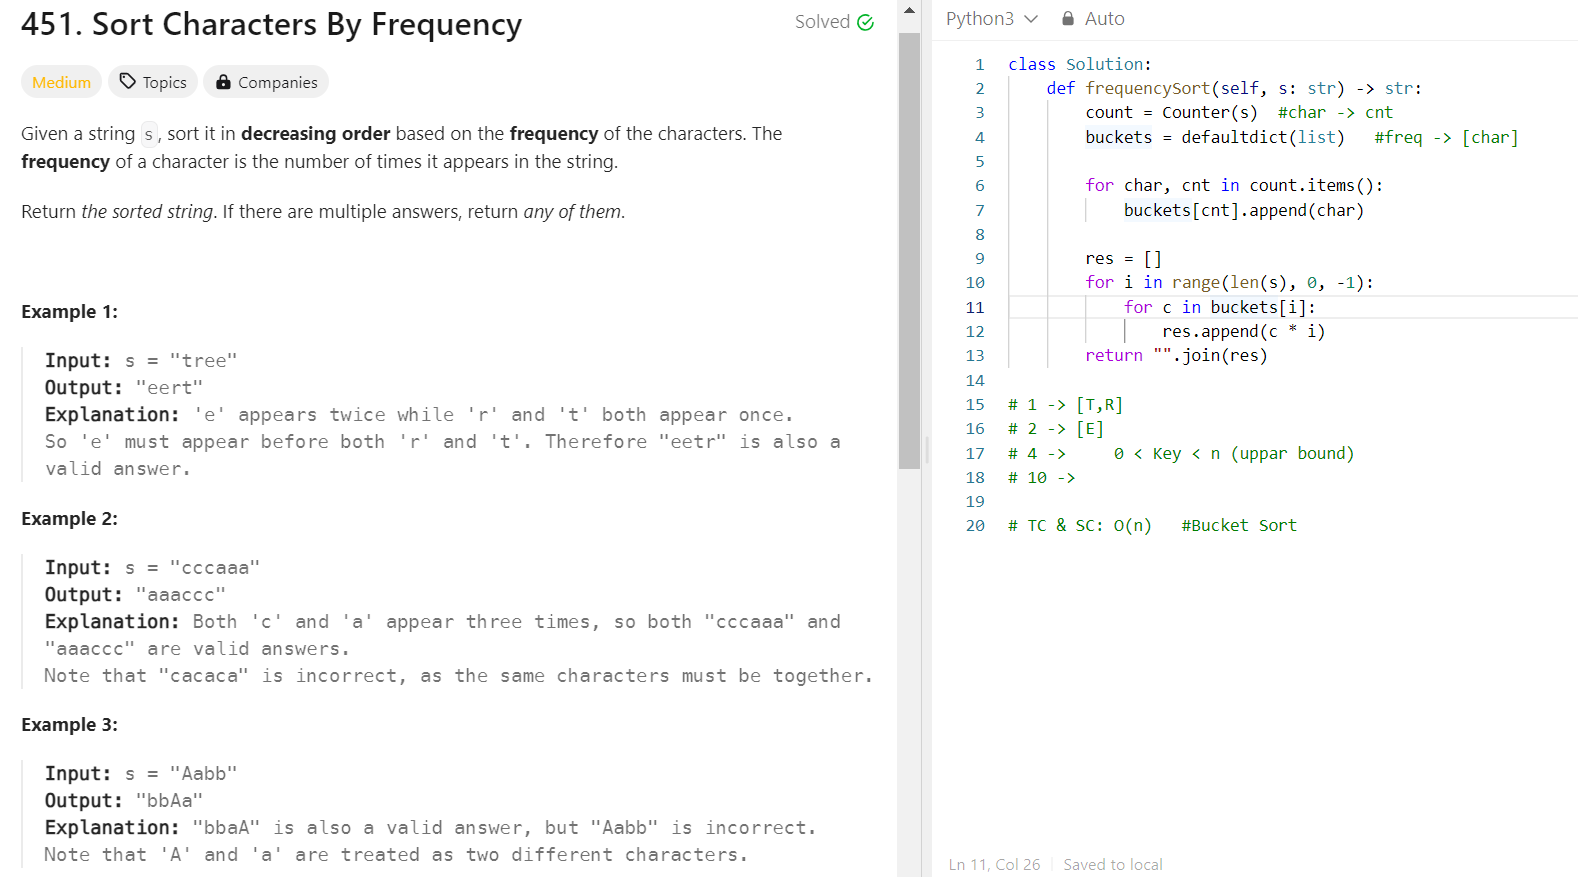 451. Sort Characters By Frequency
Solved
Medium
Topics
Companies
Given a string s, sort it in decreasing order based on the frequency of the characters. The
frequency of a character is the number of times it appears in the string.
Return the sorted string. If there are multiple answers, return any of them.
Example 1:
Input: s = "tree"
Output: "eert"
Explanation: 'e' appears twice while 'r' and 't' both appear once.
So 'e' must appear before both 'r' and 't'. Therefore "eetr" is also a
valid answer.
Example 2:
Input: s = "cccaaa"
Output: "aaaccc"
Explanation: Both 'c' and 'a' appear three times, so both "cccaaa" and
"aaaccc" are valid answers.
Note that "cacaca" is incorrect, as the same characters must be together.
Example 3:
Input: s = "Aabb"
Output: "bbAa"
Explanation: "bbaA" is also a valid answer, but "Aabb" is incorrect.
Note that 'A' and 'a' are treated as two different characters.
Python3
Auto
1 class Solution:
2     def frequencySort(self, s: str) -> str:
3         count = Counter(s)  #char -> cnt
4         buckets = defaultdict(list)   #freq -> [char]
5
6         for char, cnt in count.items():
7             buckets[cnt].append(char)
8
9         res = []
10         for i in range(len(s), 0, -1):
11             for c in buckets[i]:
12                 res.append(c * i)
13         return "".join(res)
14
15 # 1 -> [T,R]
16 # 2 -> [E]
17 # 4 ->     0 < Key < n (uppar bound)
18 # 10 ->
19
20 # TC & SC: O(n)   #Bucket Sort
Ln 11, Col 26
Saved to local